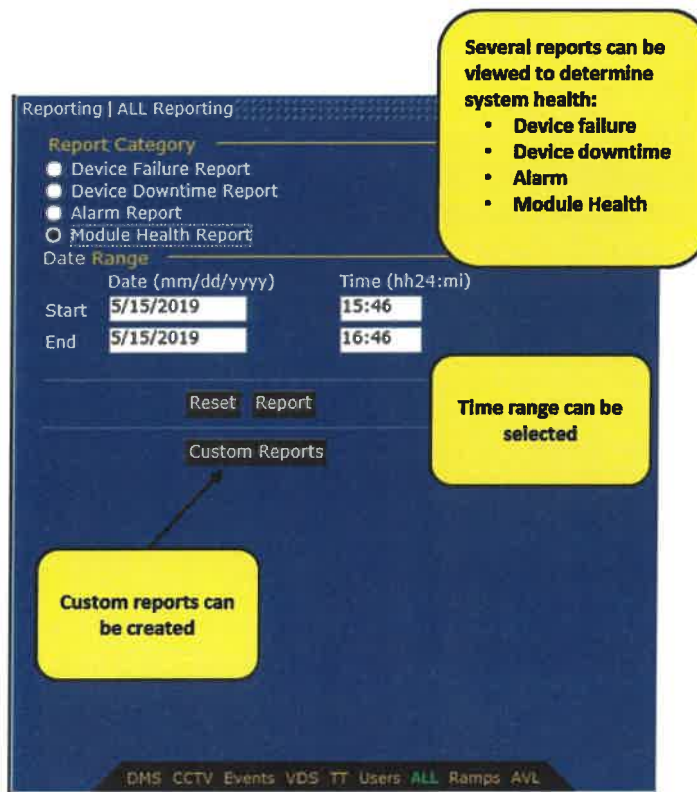 Several reports can be
viewed to determine
system health:
• Device failure
• Device downtime
• Alarm
• Module Health
Reporting | ALL Reporting
Report Category
Device Failure Report
Device Downtime Report
Alarm Report
Module Health Report
Date Range
Date (mm/dd/yyyy) Time (hh24:mi)
Start 5/15/2019 15:46
End 5/15/2019 16:46
Reset Report
Time range can be
selected
Custom Reports
Custom reports can
be created
DMS CCTV Events VDS TT Users ALL Ramps AVL